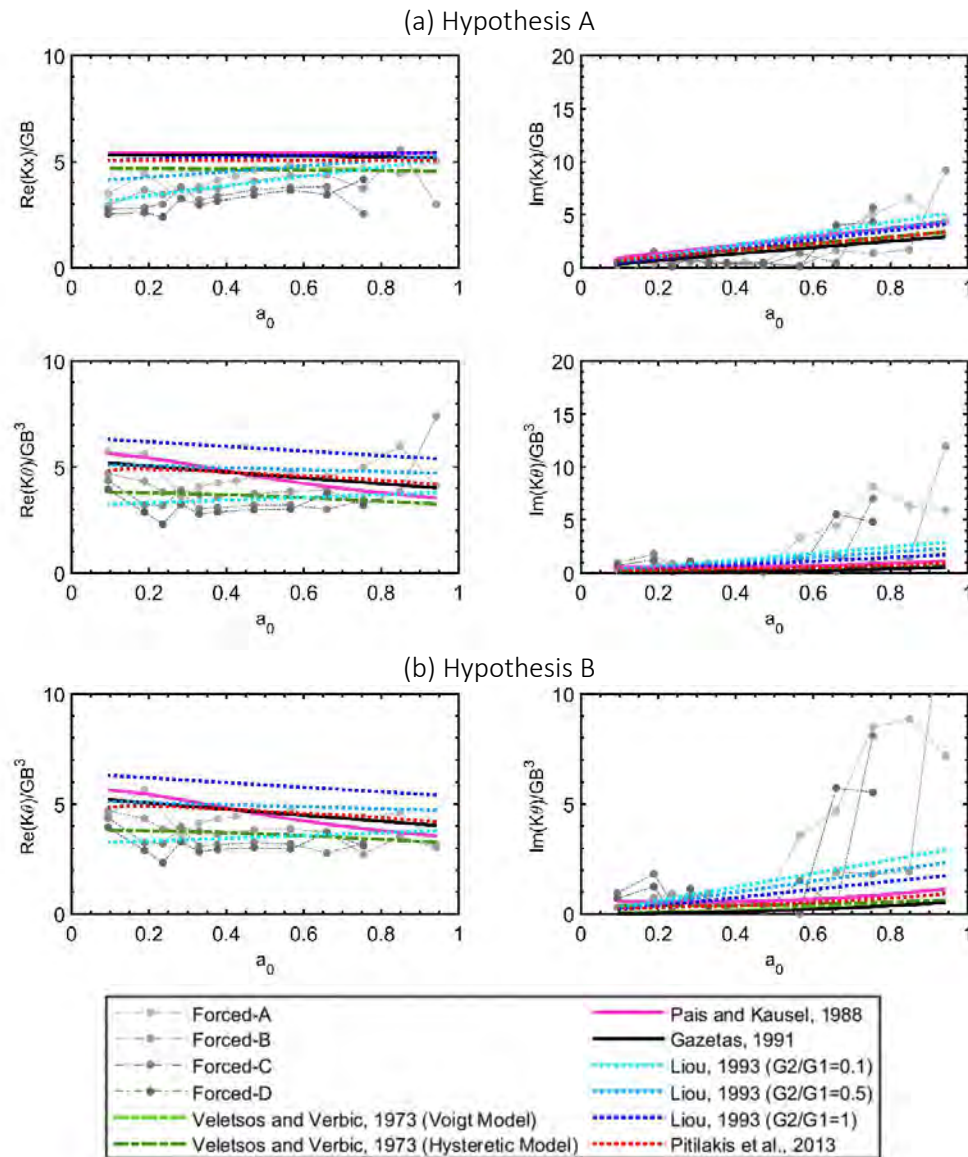 (a) Hypothesis A
10
5
0
Re(Kx)/GB
0 0.2 0.4 0.6 0.8 1
a₀
20
15
10
5
0
Im(Kx)/GB
0 0.2 0.4 0.6 0.8 1
a₀
10
5
0
Re(Kθ)/GB³
0 0.2 0.4 0.6 0.8 1
a₀
20
15
10
5
0
Im(Kθ)/GB³
0 0.2 0.4 0.6 0.8 1
a₀
(b) Hypothesis B
10
5
0
Re(Kθ)/GB³
0 0.2 0.4 0.6 0.8 1
a₀
10
8
6
4
2
0
Im(Kθ)/GB³
0 0.2 0.4 0.6 0.8 1
a₀
Forced-A
Forced-B
Forced-C
Forced-D
Veletsos and Verbic, 1973 (Voigt Model)
Veletsos and Verbic, 1973 (Hysteretic Model)
Pais and Kausel, 1988
Gazetas, 1991
Liou, 1993 (G2/G1=0.1)
Liou, 1993 (G2/G1=0.5)
Liou, 1993 (G2/G1=1)
Pitilakis et al., 2013